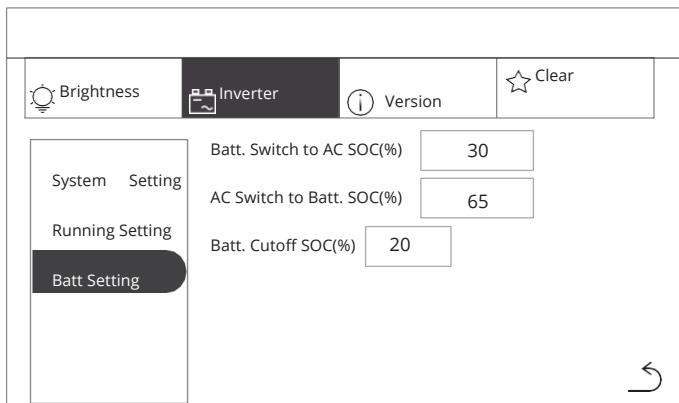 Brightness
Inverter
Version
Clear
System Setting
Running Setting
Batt Setting
Batt. Switch to AC SOC(%) 30
AC Switch to Batt. SOC(%) 65
Batt. Cutoff SOC(%) 20